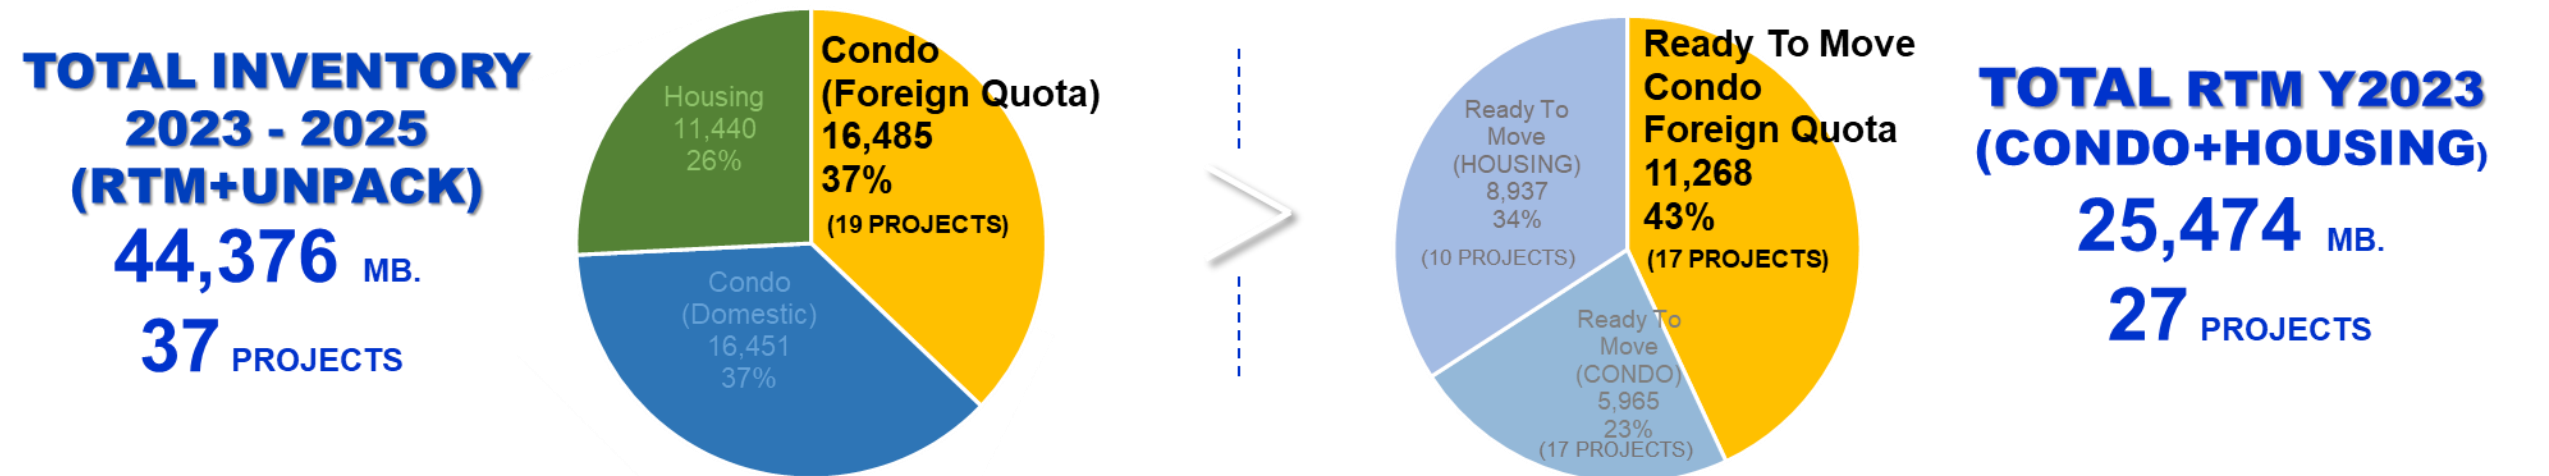 TOTAL INVENTORY
2023 - 2025
(RTM+UNPACK)
44,376 MB.
37 PROJECTS
Housing
11,440
26%
Condo
(Foreign Quota)
16,485
37%
(19 PROJECTS)
Condo
(Domestic)
16,451
37%
Ready To
Move
(HOUSING)
8,937
34%
(10 PROJECTS)
Ready To Move
Condo
Foreign Quota
11,268
43%
(17 PROJECTS)
Ready To
Move
(CONDO)
5,965
23%
(17 PROJECTS)
TOTAL RTM Y2023
(CONDO+HOUSING)
25,474 MB.
27 PROJECTS